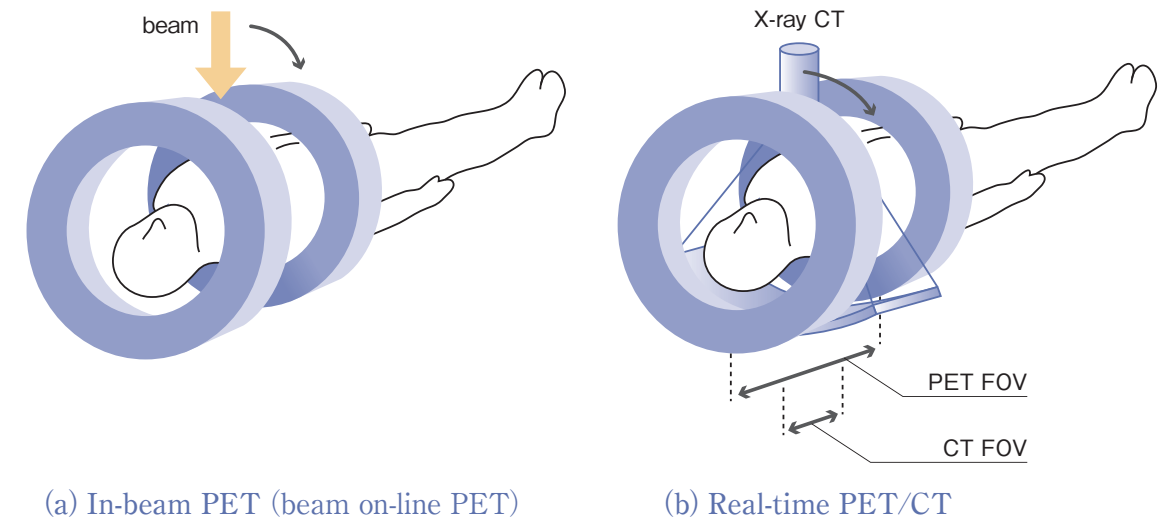 beam
X-ray CT
PET FOV
CT FOV
(a) In-beam PET (beam on-line PET)
(b) Real-time PET/CT